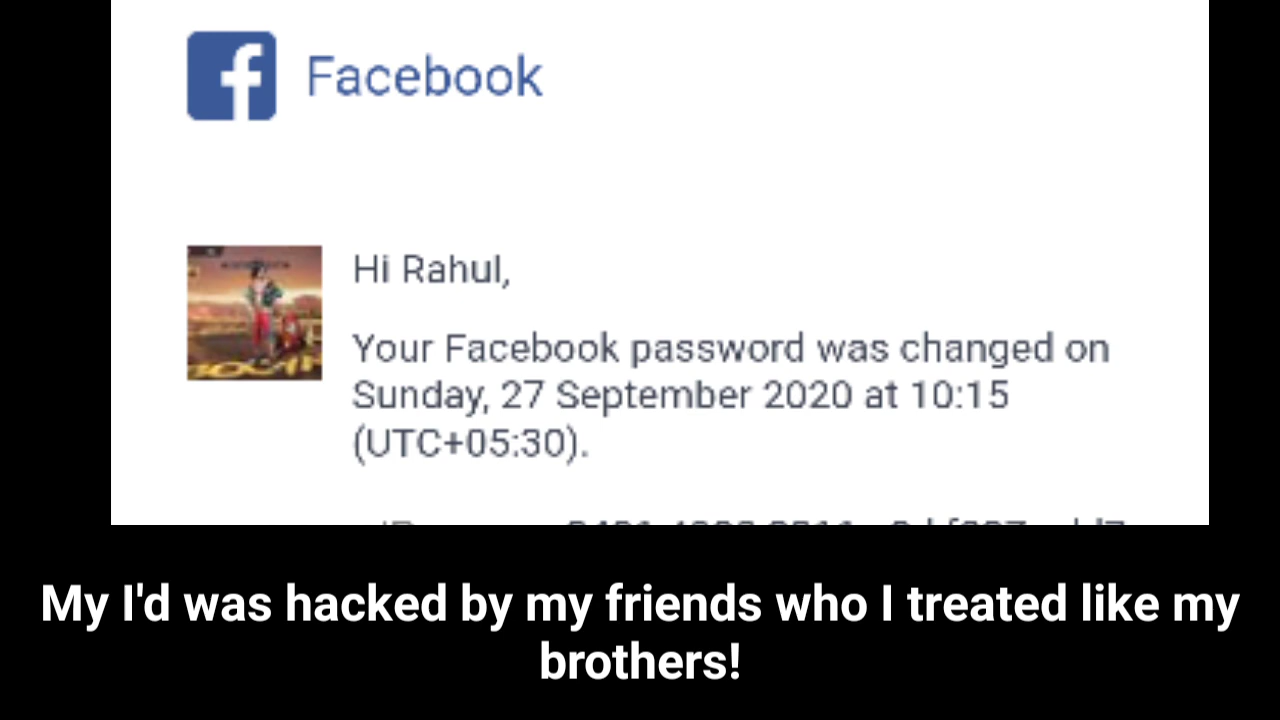 Facebook
Hi Rahul,
Your Facebook password was changed on
Sunday, 27 September 2020 at 10:15
(UTC+05:30).
My I'd was hacked by my friends who I treated like my
brothers!